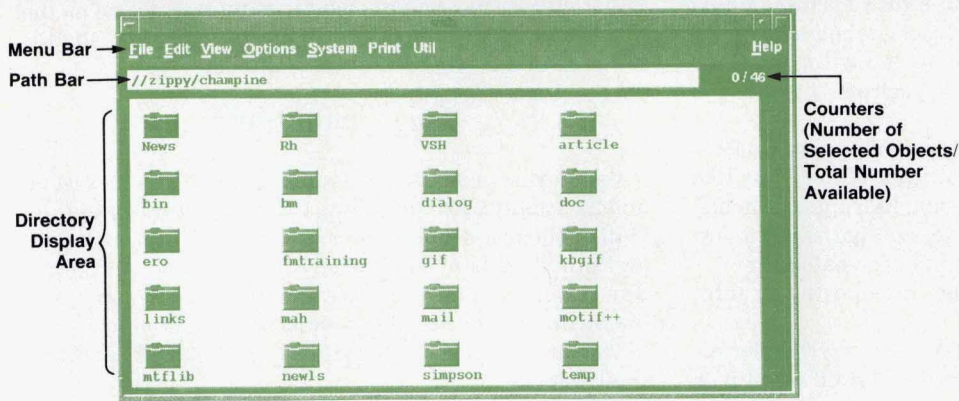 vsh
Menu Bar
File Edit View Options System Print Util Help
Path Bar
//zippy/champine
0 / 46
Counters
(Number of
Selected Objects/
Total Number
Available)
News Rh VSH article
bin bm dialog doc
Directory
Display
Area
ero fmtraining gif kbgif
links mah mail motif++
mtflib newls simpson temp